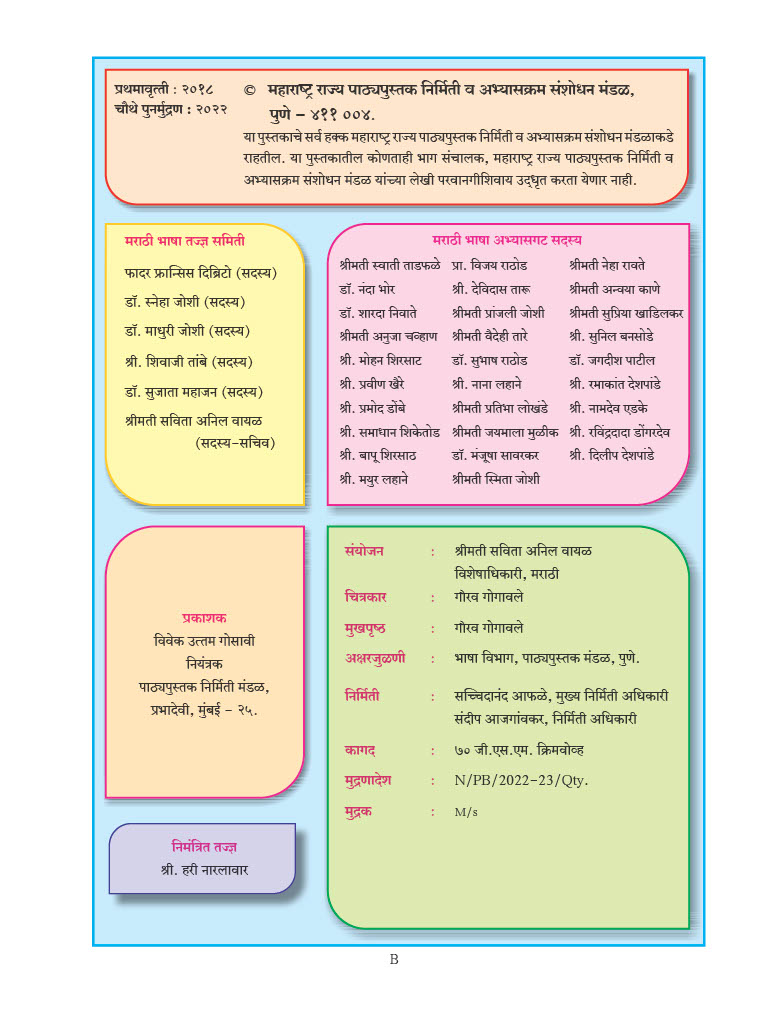 प्रथमावृत्ती : २०१८
चौथे पुनर्मुद्रण : २०२२
© महाराष्ट्र राज्य पाठ्यपुस्तक निर्मिती व अभ्यासक्रम संशोधन मंडळ,
पुणे – ४११ ००४.
या पुस्तकाचे सर्व हक्क महाराष्ट्र राज्य पाठ्यपुस्तक निर्मिती व अभ्यासक्रम संशोधन मंडळाकडे
राहतील. या पुस्तकातील कोणताही भाग संचालक, महाराष्ट्र राज्य पाठ्यपुस्तक निर्मिती व
अभ्यासक्रम संशोधन मंडळ यांच्या लेखी परवानगीशिवाय उद्धृत करता येणार नाही.
मराठी भाषा तज्ज्ञ समिती
फादर फ्रान्सिस दिब्रिटो (सदस्य)
डॉ. स्नेहा जोशी (सदस्य)
डॉ. माधुरी जोशी (सदस्य)
श्री. शिवाजी तांबे (सदस्य)
डॉ. सुजाता महाजन (सदस्य)
श्रीमती सविता अनिल वायळ
(सदस्य-सचिव)
मराठी भाषा अभ्यासगट सदस्य
श्रीमती स्वाती ताडफळे प्रा. विजय राठोड श्रीमती नेहा रावते
डॉ. नंदा भोर श्री. देविदास तारू श्रीमती अन्वया काणे
डॉ. शारदा निवाते श्रीमती प्रांजली जोशी श्रीमती सुप्रिया खाडिलकर
श्रीमती अनुजा चव्हाण श्रीमती वैदेही तारे श्री. सुनिल बनसोडे
श्री. मोहन शिरसाट डॉ. सुभाष राठोड डॉ. जगदीश पाटील
श्री. प्रवीण खैरे श्री. नाना लहाने श्री. रमाकांत देशपांडे
श्री. प्रमोद डोंबे श्रीमती प्रतिभा लोखंडे श्री. नामदेव एडके
श्री. समाधान शिकेतोड श्रीमती जयमाला मुळीक श्री. रविंद्रदादा डोंगरदेव
श्री. बापू शिरसाठ डॉ. मंजूषा सावरकर श्री. दिलीप देशपांडे
श्री. मयुर लहाने श्रीमती स्मिता जोशी
प्रकाशक
विवेक उत्तम गोसावी
नियंत्रक
पाठ्यपुस्तक निर्मिती मंडळ,
प्रभादेवी, मुंबई – २५.
निमंत्रित तज्ज्ञ
श्री. हरी नारलावार
संयोजन : श्रीमती सविता अनिल वायळ
विशेषाधिकारी, मराठी
चित्रकार : गौरव गोगावले
मुखपृष्ठ : गौरव गोगावले
अक्षरजुळणी : भाषा विभाग, पाठ्यपुस्तक मंडळ, पुणे.
निर्मिती : सच्चिदानंद आफळे, मुख्य निर्मिती अधिकारी
संदीप आजगांवकर, निर्मिती अधिकारी
कागद : ७० जी.एस.एम. क्रिमवोव्ह
मुद्रणादेश : N/PB/2022-23/Qty.
मुद्रक : M/s
B